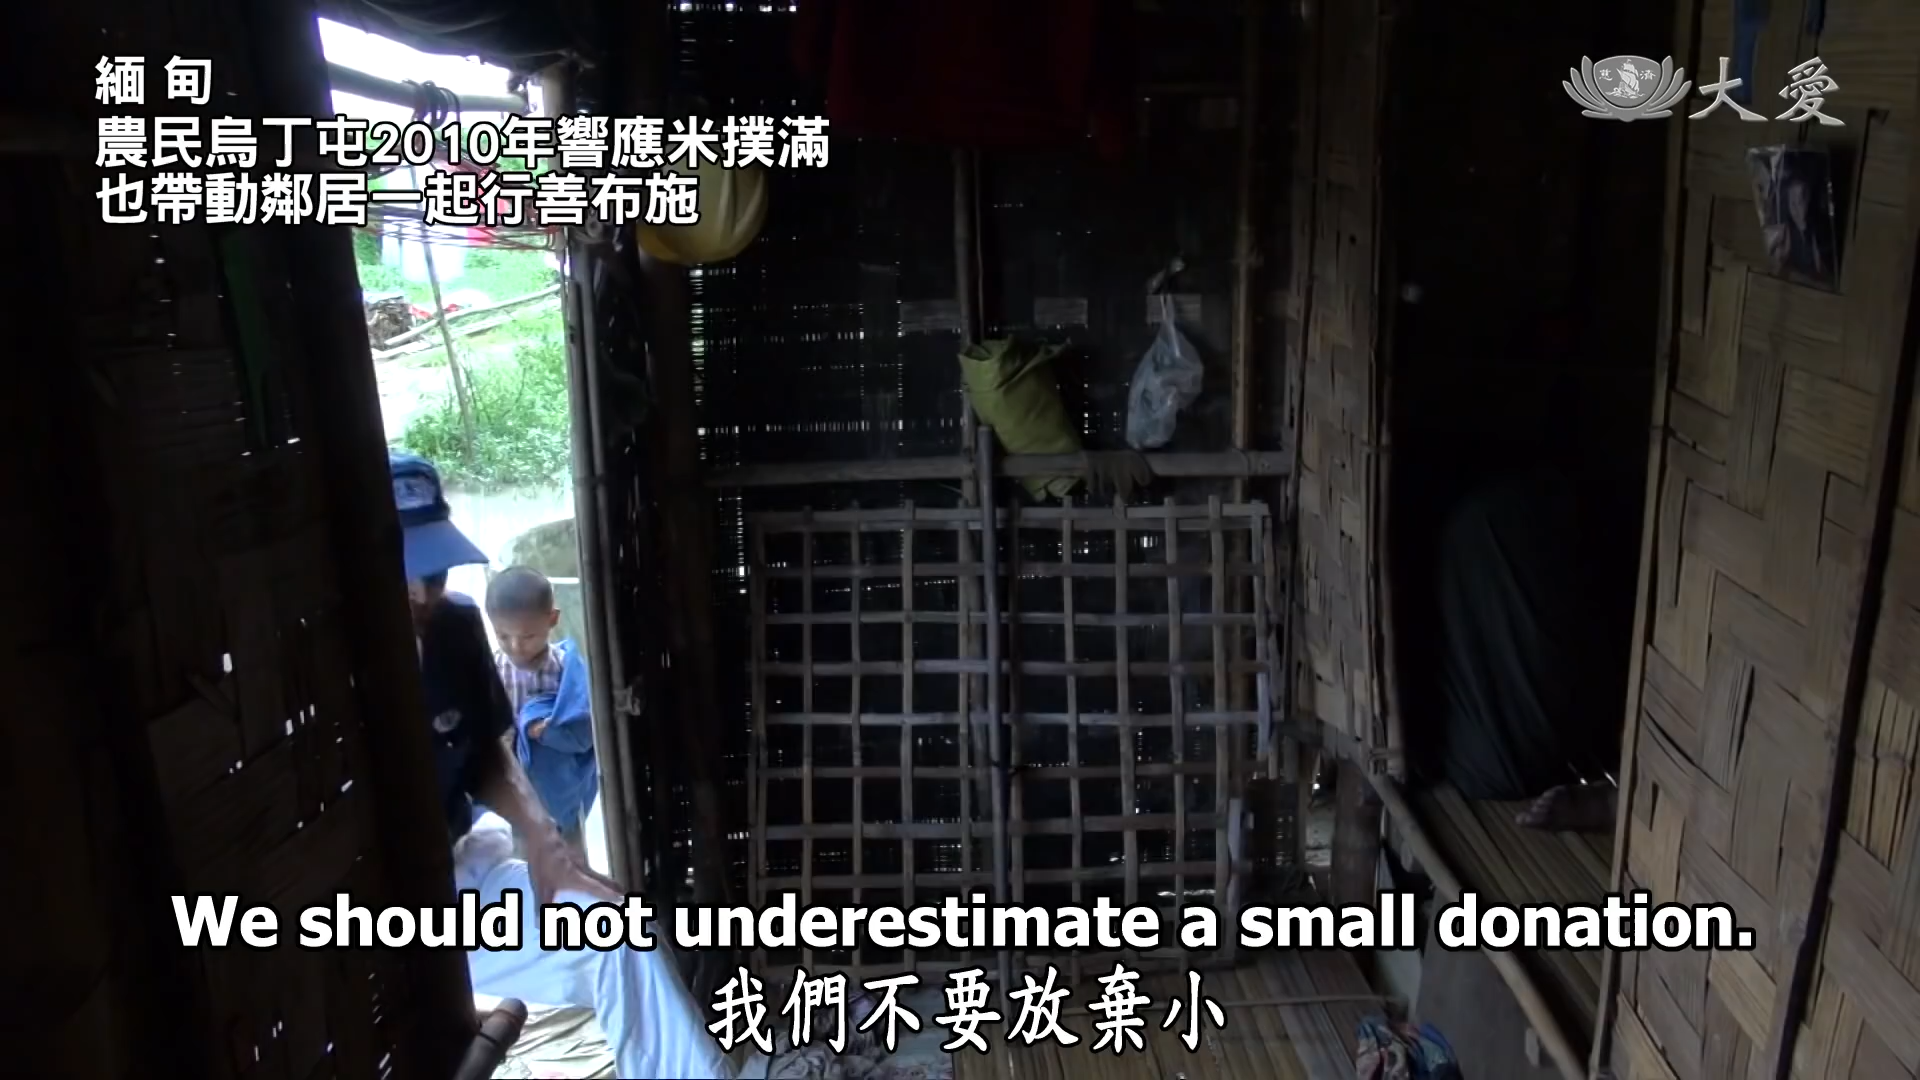 緬甸
農民烏丁屯2010年響應米撲滿
也帶動鄰居一起行善布施
慈濟
大愛
We should not underestimate a small donation.
我們不要放棄小